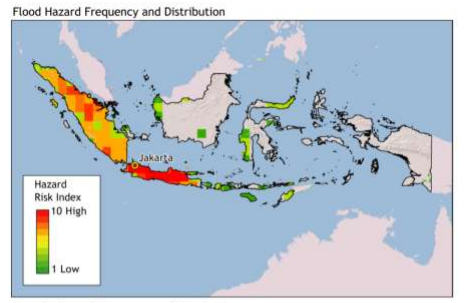 Flood Hazard Frequency and Distribution
Jakarta
Hazard
Risk Index
10 High
1 Low